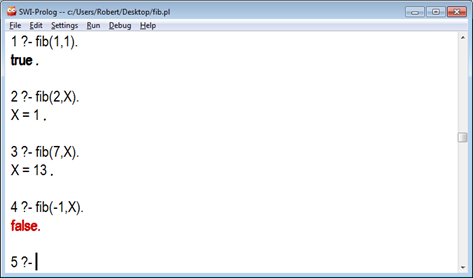 SWI-Prolog -- c:/Users/Robert/Desktop/fib.pl
File Edit Settings Run Debug Help
1 ?- fib(1,1).
true .
2 ?- fib(2,X).
X = 1 .
3 ?- fib(7,X).
X = 13 .
4 ?- fib(-1,X).
false.
5 ?-